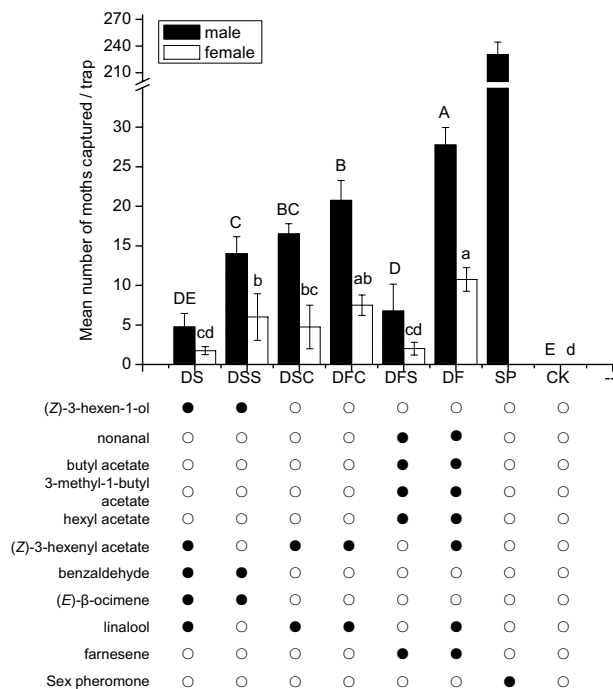 270
240
210
30
25
20
15
10
5
0
Mean number of moths captured / trap
male
female
DE
cd
C
b
BC
bc
B
ab
D
cd
A
a
E d
DS DSS DSC DFC DFS DF SP CK --
(Z)-3-hexen-1-ol
nonanal
butyl acetate
3-methyl-1-butyl
acetate
hexyl acetate
(Z)-3-hexenyl acetate
benzaldehyde
(E)-β-ocimene
linalool
farnesene
Sex pheromone